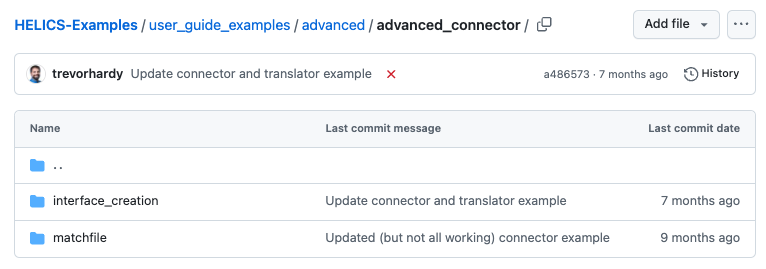 HELICS-Examples / user_guide_examples / advanced / advanced_connector / Add file ...
trevorhardy Update connector and translator example a486573 · 7 months ago History
Name Last commit message Last commit date
..
interface_creation Update connector and translator example 7 months ago
matchfile Updated (but not all working) connector example 9 months ago